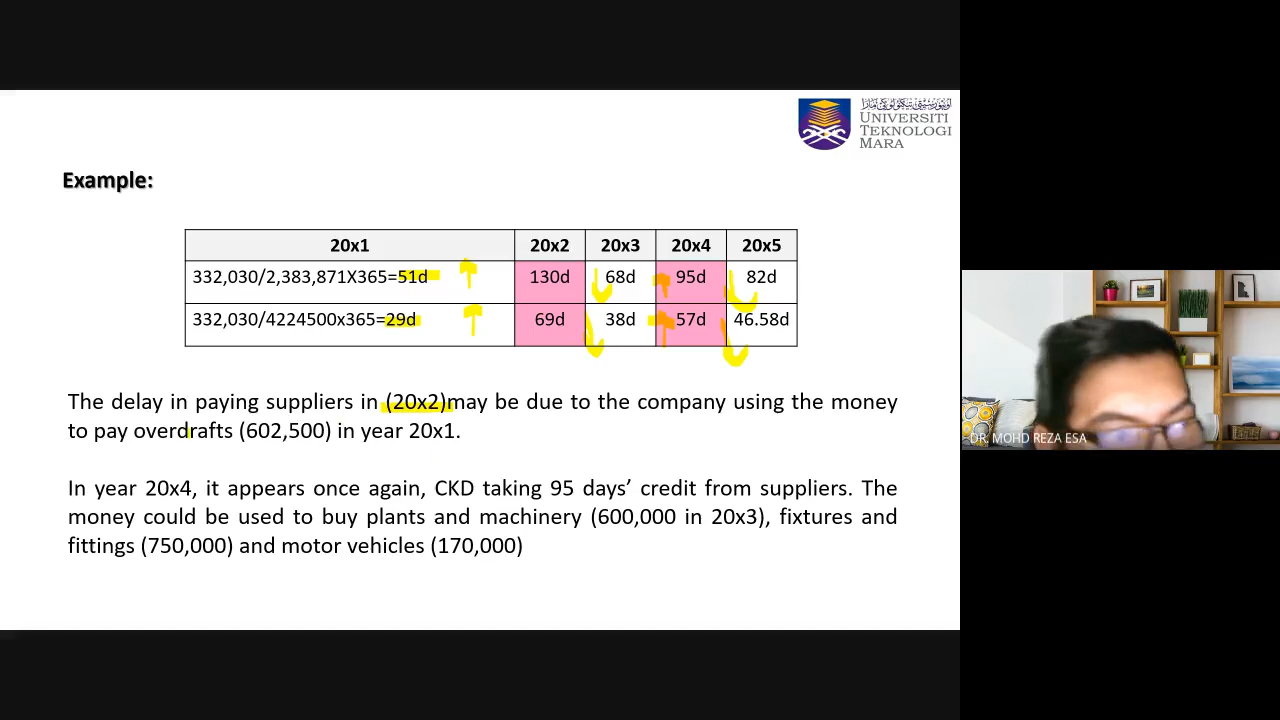 UNIVERSITI
TEKNOLOGI
MARA
Example:
20x1 20x2 20x3 20x4 20x5
332,030/2,383,871X365=51d 130d 68d 95d 82d
332,030/4224500x365=29d 69d 38d 57d 46.58d
The delay in paying suppliers in (20x2)may be due to the company using the money
to pay overdrafts (602,500) in year 20x1.
In year 20x4, it appears once again, CKD taking 95 days’ credit from suppliers. The
money could be used to buy plants and machinery (600,000 in 20x3), fixtures and
fittings (750,000) and motor vehicles (170,000)
DR. MOHD REZA ESA